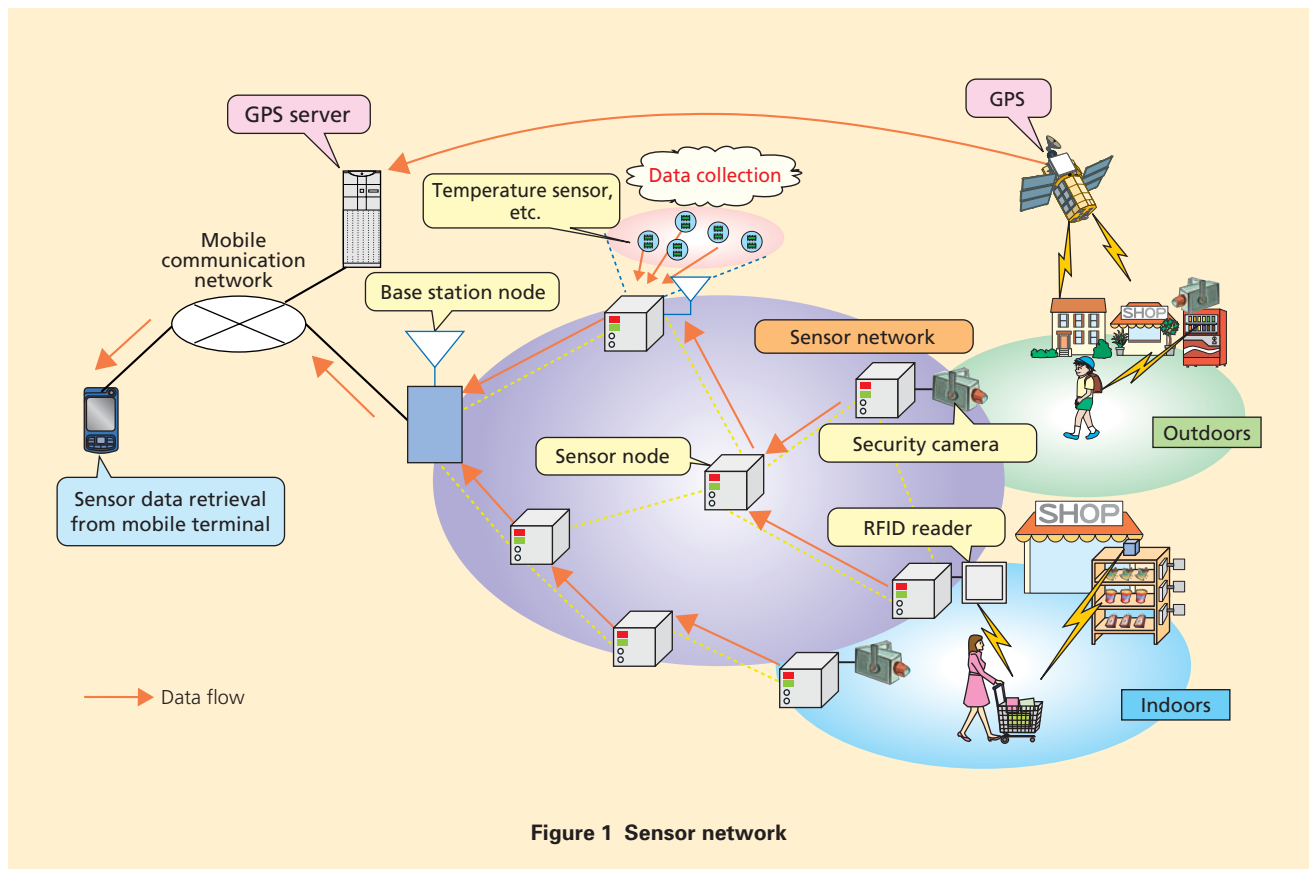 GPS server
GPS
Data collection
Temperature sensor,
etc.
Mobile
communication
network
Base station node
Sensor network
SHOP
Security camera
Outdoors
Sensor node
Sensor data retrieval
from mobile terminal
RFID reader
SHOP
Data flow
Indoors
Figure 1 Sensor network